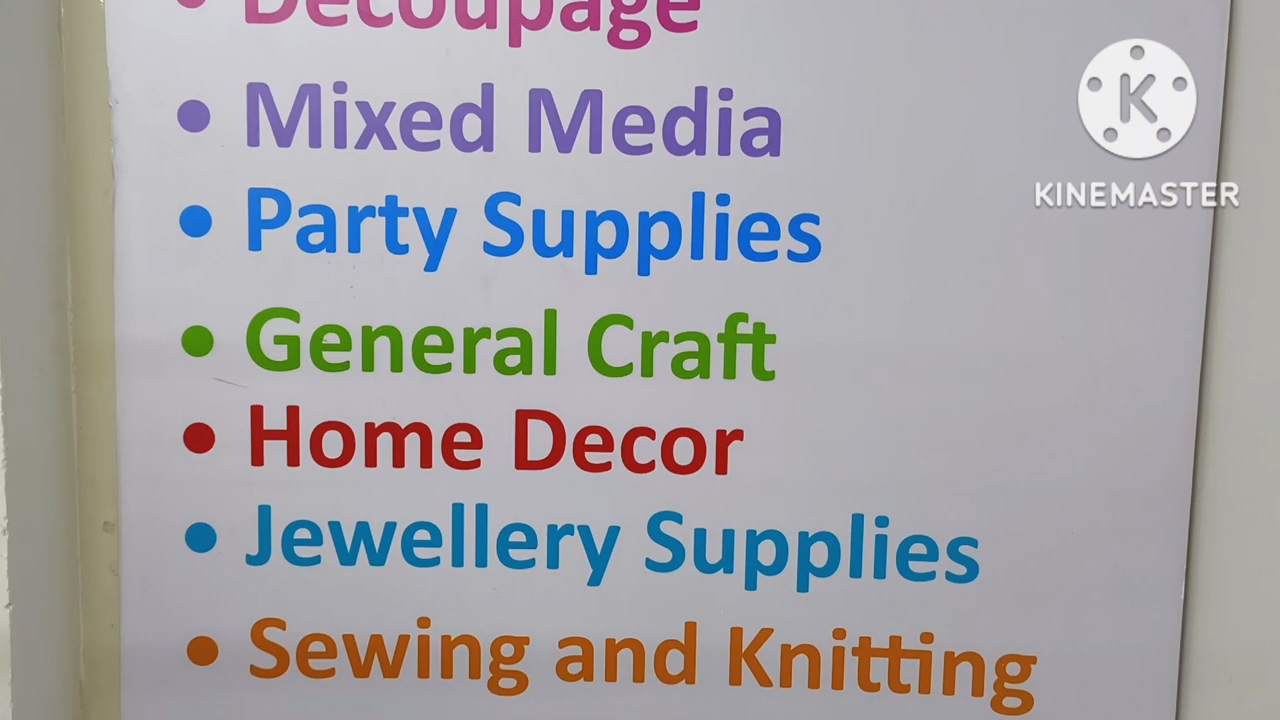 • Decoupage
• Mixed Media
• Party Supplies
• General Craft
• Home Decor
• Jewellery Supplies
• Sewing and Knitting
K
KINEMASTER